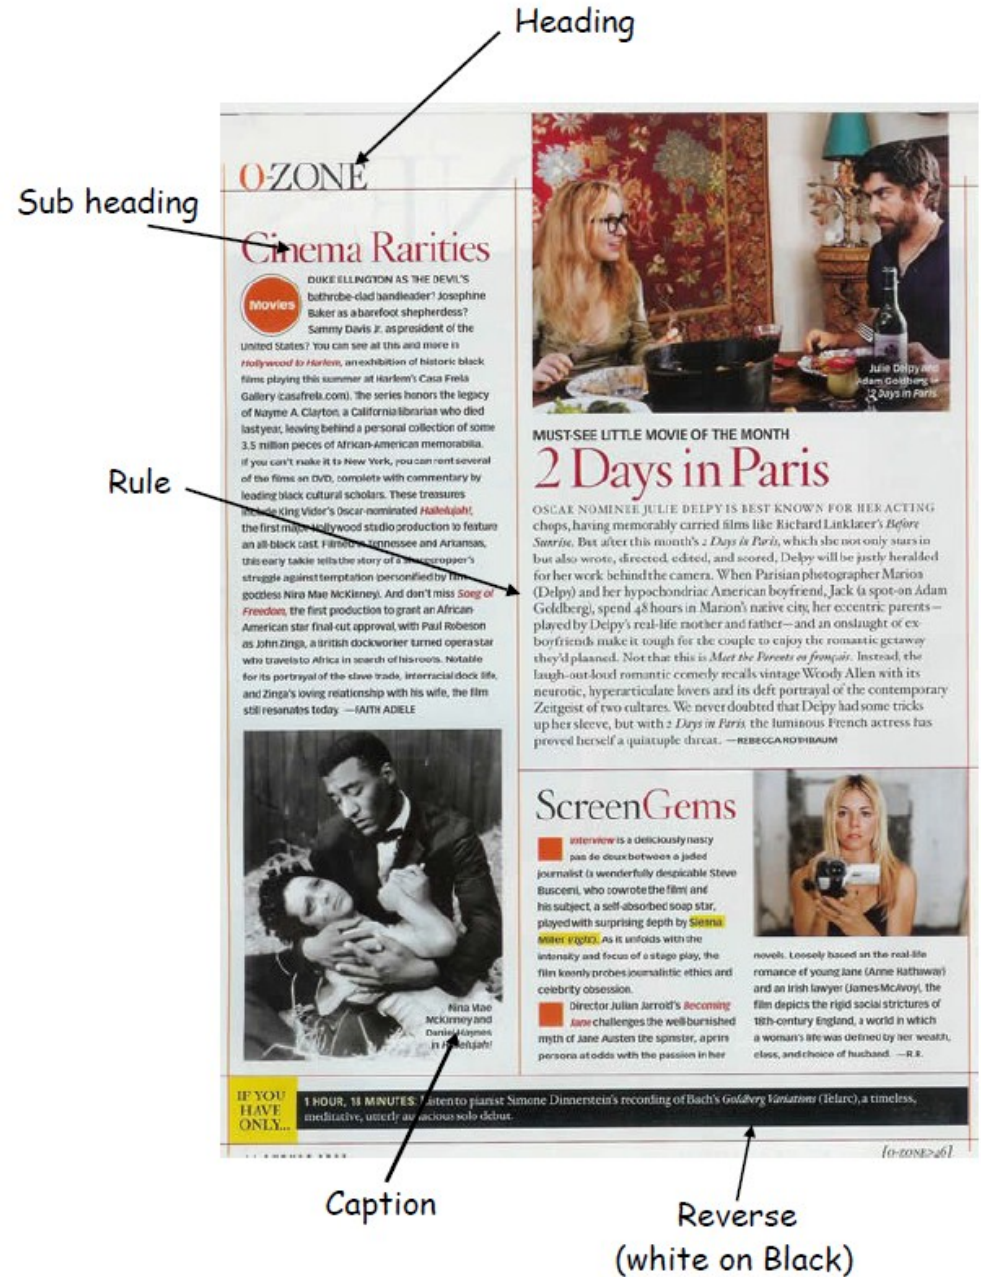 Heading
O-ZONE
Sub heading
Cinema Rarities
Movies
DUKE ELLINGTON AS THE DEVIL'S
bathrobe-clad bandleader? Josephine
Baker as a barefoot shepherdess?
Sammy Davis Jr. as president of the
United States? You can see all this and more in
Hollywood to Harlem, an exhibition of historic black
films playing this summer at Harlem's Casa Frela
Gallery (casafrela.com). The series honors the legacy
of Mayme A. Clayton, a California librarian who died
last year, leaving behind a personal collection of some
3.5 million pieces of African-American memorabilia.
If you can't make it to New York, you can rent several
of the films on DVD, complete with commentary by
leading black cultural scholars. These treasures
include King Vidor's Oscar-nominated Hallelujah!,
the first major Hollywood studio production to feature
an all-black cast. Filmed in Tennessee and Arkansas,
this early talkie tells the story of a sharecropper's
struggle against temptation (personified by film
goddess Nina Mae McKinney). And don't miss Song of
Freedom, the first production to grant an African-
American star final-cut approval, with Paul Robeson
as John Zinga, a British dockworker turned opera star
who travels to Africa in search of his roots. Notable
for its portrayal of the slave trade, interracial dock life,
and Zinga's loving relationship with his wife, the film
still resonates today. —FAITH ADIELE
Rule
Nina Mae
McKinney and
Daniel Haynes
in Hallelujah!
Julie Delpy and
Adam Goldberg in
2 Days in Paris.
MUST-SEE LITTLE MOVIE OF THE MONTH
2 Days in Paris
OSCAR NOMINEE JULIE DELPY IS BEST KNOWN FOR HER ACTING
chops, having memorably carried films like Richard Linklater's Before
Sunrise. But after this month's 2 Days in Paris, which she not only stars in
but also wrote, directed, edited, and scored, Delpy will be justly heralded
for her work behind the camera. When Parisian photographer Marion
(Delpy) and her hypochondriac American boyfriend, Jack (a spot-on Adam
Goldberg), spend 48 hours in Marion's native city, her eccentric parents—
played by Delpy's real-life mother and father—and an onslaught of ex-
boyfriends make it tough for the couple to enjoy the romantic getaway
they'd planned. Not that this is Meet the Parents en français. Instead, the
laugh-out-loud romantic comedy recalls vintage Woody Allen with its
neurotic, hyperarticulate lovers and its deft portrayal of the contemporary
Zeitgeist of two cultures. We never doubted that Delpy had some tricks
up her sleeve, but with 2 Days in Paris, the luminous French actress has
proved herself a quintuple threat. —REBECCA ROTHBAUM
ScreenGems
Interview is a deliciously nasty
pas de deux between a jaded
journalist (a wonderfully despicable Steve
Buscemi, who cowrote the film) and
his subject, a self-absorbed soap star,
played with surprising depth by Sienna
Miller (right). As it unfolds with the
intensity and focus of a stage play, the
film keenly probes journalistic ethics and
celebrity obsession.
Director Julian Jarrold's Becoming
Jane challenges the well-burnished
myth of Jane Austen the spinster, a prim
persona at odds with the passion in her
novels. Loosely based on the real-life
romance of young Jane (Anne Hathaway)
and an Irish lawyer (James McAvoy), the
film depicts the rigid social strictures of
18th-century England, a world in which
a woman's life was defined by her wealth,
class, and choice of husband. —R.R.
IF YOU
HAVE
ONLY...
1 HOUR, 18 MINUTES: Listen to pianist Simone Dinnerstein's recording of Bach's Goldberg Variations (Telarc), a timeless,
meditative, utterly audacious solo debut.
[O-ZONE>46]
Caption
Reverse
(white on Black)